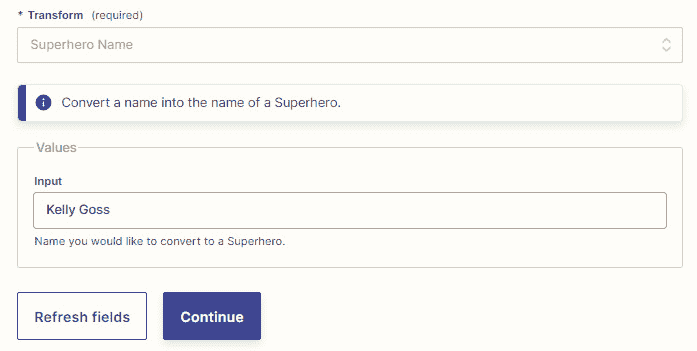 * Transform (required)
Superhero Name
Convert a name into the name of a Superhero.
Values
Input
Kelly Goss
Name you would like to convert to a Superhero.
Refresh fields Continue